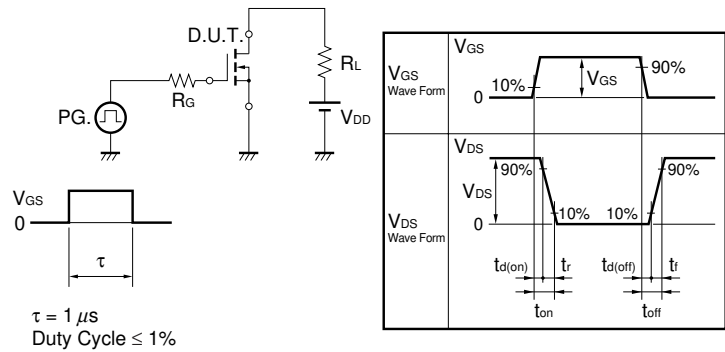 D.U.T.
RL
RG
PG.
VDD
VGS
0
τ
τ = 1 μs
Duty Cycle ≤ 1%
VGS
Wave Form
VGS
10%
VGS
90%
0
VDS
Wave Form
VDS
90%
VDS
90%
10% 10%
0
td(on) tr td(off) tf
ton toff